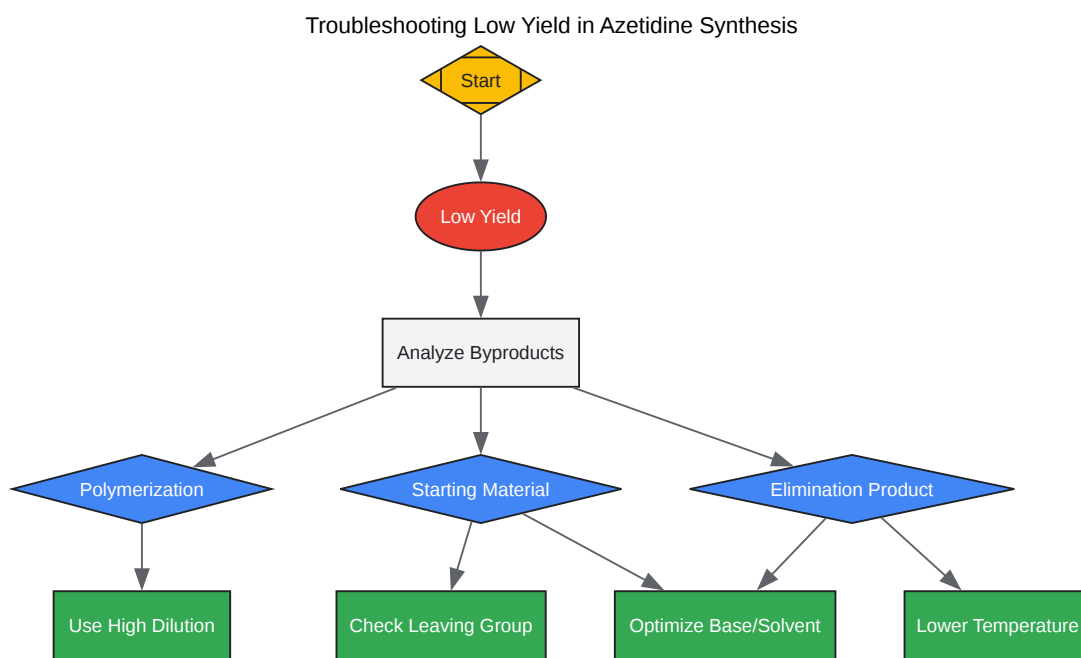 Troubleshooting Low Yield in Azetidine Synthesis
Start
Low Yield
Analyze Byproducts
Polymerization
Starting Material
Elimination Product
Use High Dilution
Check Leaving Group
Optimize Base/Solvent
Lower Temperature